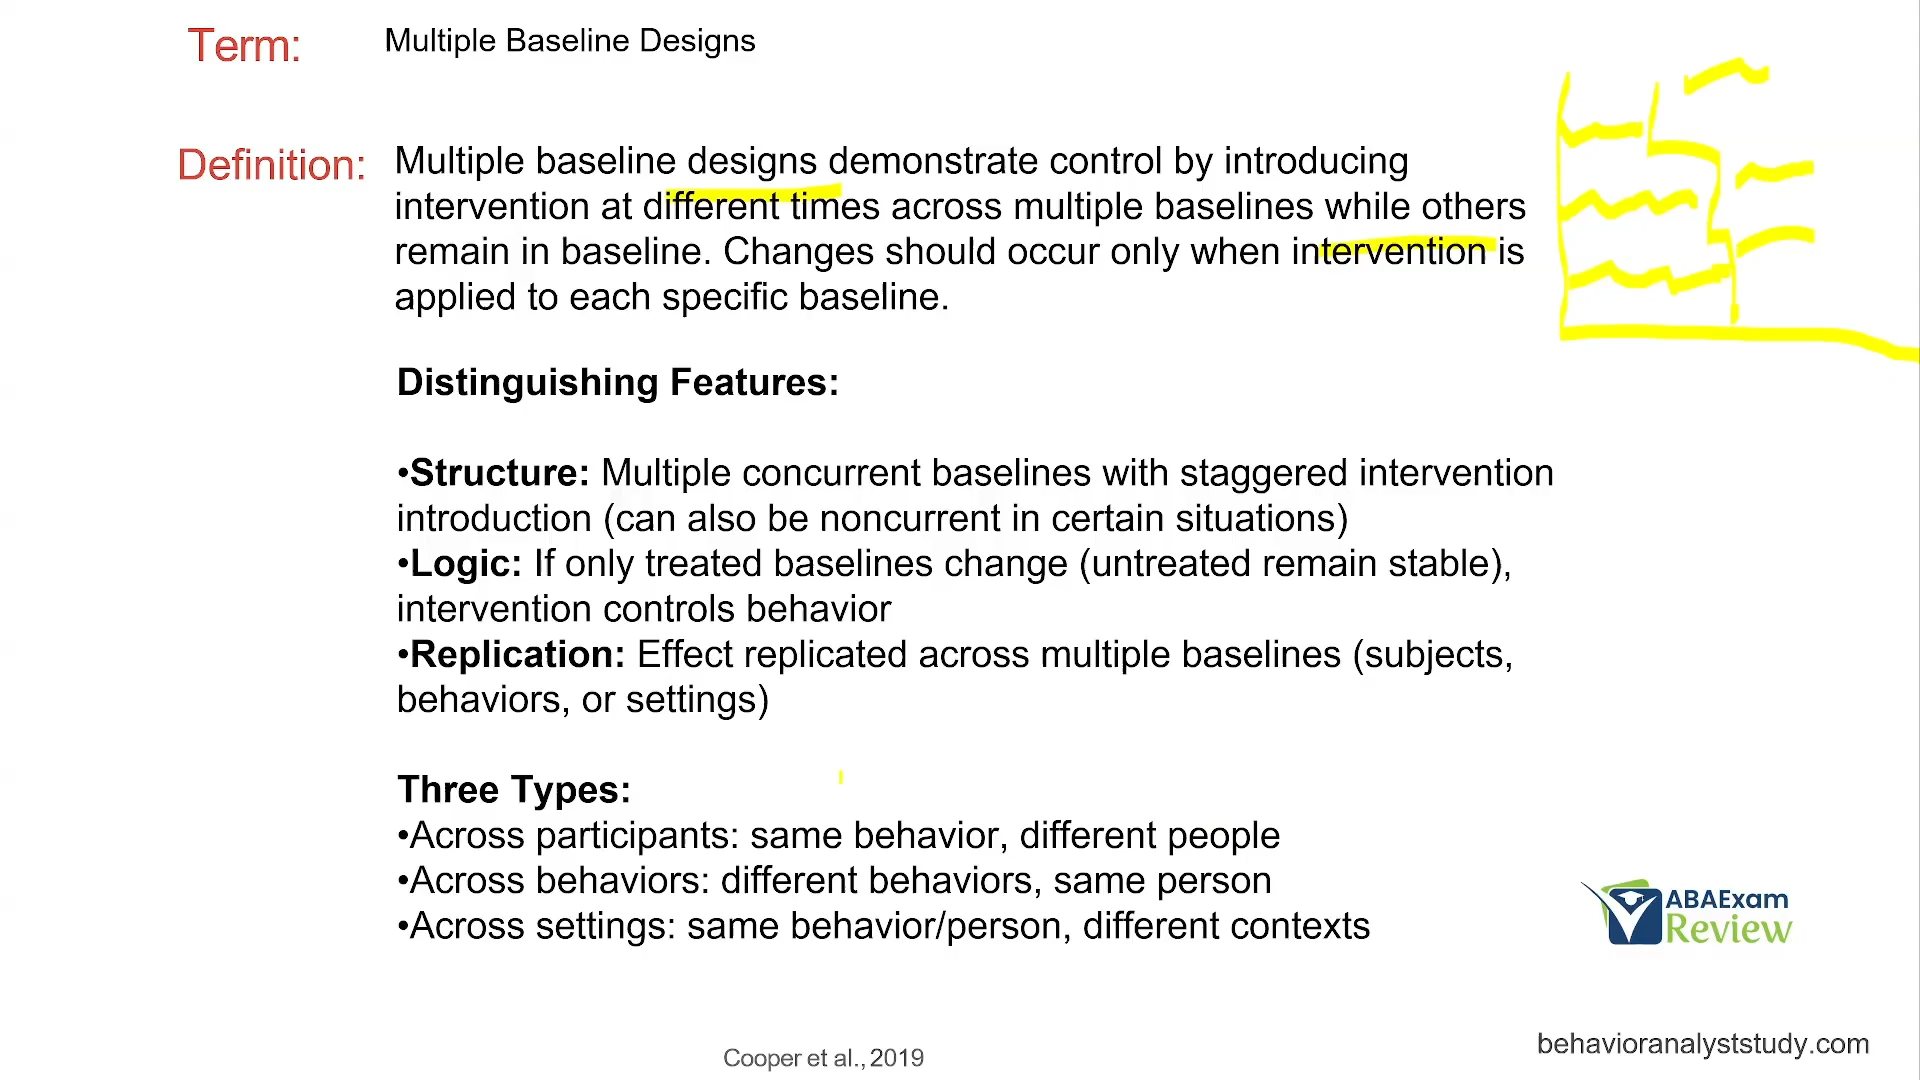 Term: Multiple Baseline Designs
Definition: Multiple baseline designs demonstrate control by introducing
intervention at different times across multiple baselines while others
remain in baseline. Changes should occur only when intervention is
applied to each specific baseline.
Distinguishing Features:
•Structure: Multiple concurrent baselines with staggered intervention
introduction (can also be noncurrent in certain situations)
•Logic: If only treated baselines change (untreated remain stable),
intervention controls behavior
•Replication: Effect replicated across multiple baselines (subjects,
behaviors, or settings)
Three Types:
•Across participants: same behavior, different people
•Across behaviors: different behaviors, same person
•Across settings: same behavior/person, different contexts
ABAExam
Review
behavioranalyststudy.com
Cooper et al., 2019